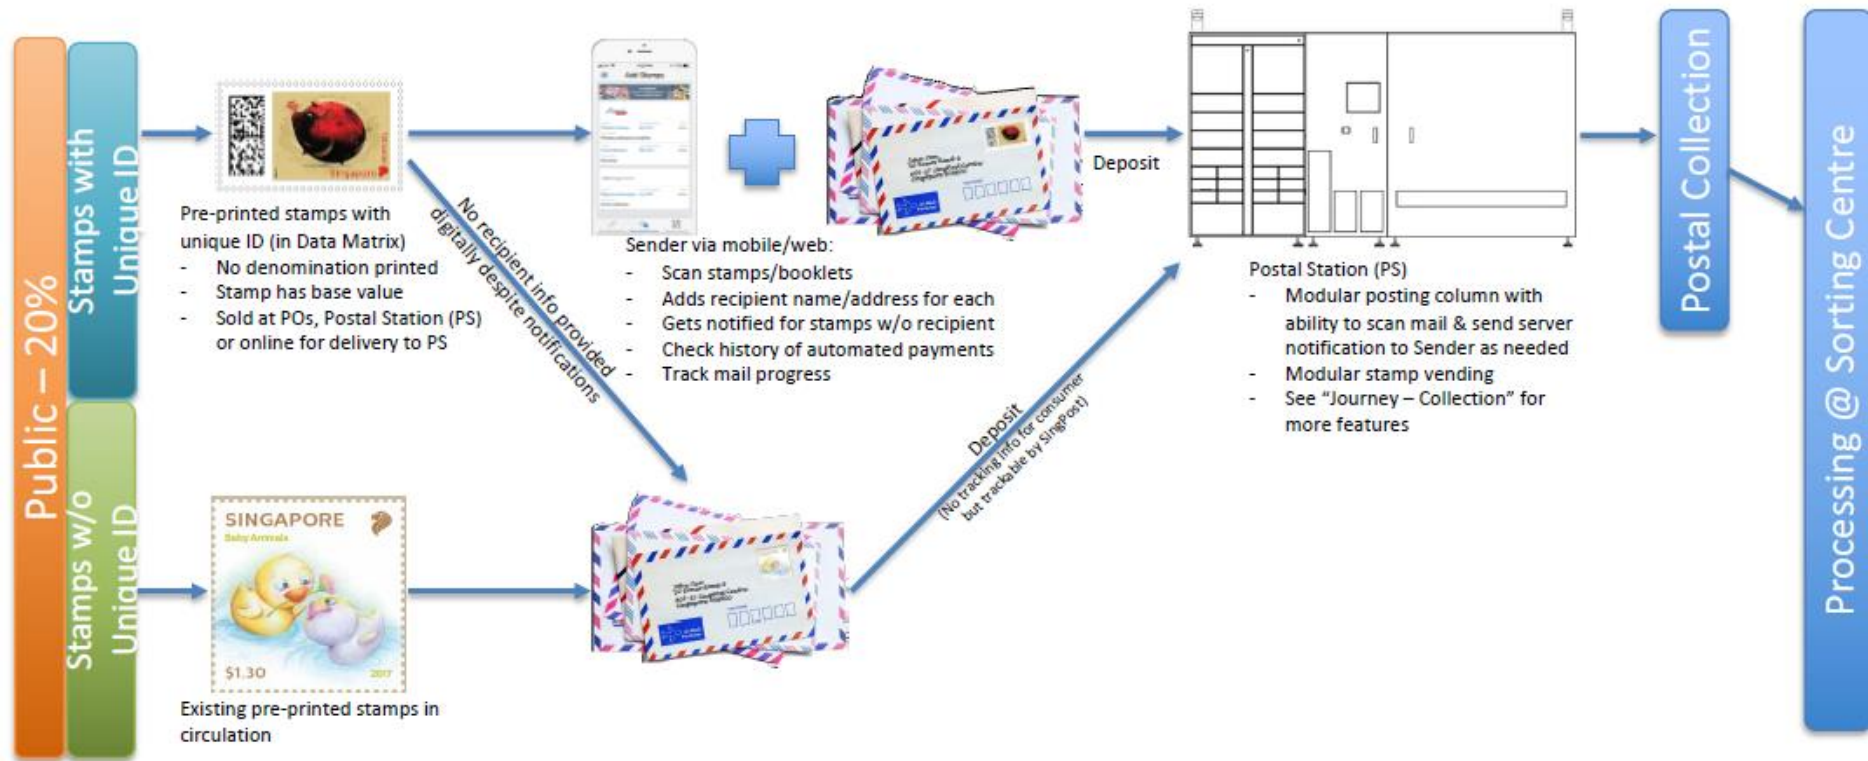 Public – 20%
Stamps with
Unique ID
Stamps w/o
Unique ID
Singapore
Pre-printed stamps with
unique ID (in Data Matrix)
- No denomination printed
- Stamp has base value
- Sold at POs, Postal Station (PS)
or online for delivery to PS
No recipient info provided
digitally despite notifications
SINGAPORE
Baby Animals
$1.30
2017
Existing pre-printed stamps in
circulation
Add Stamps
Sender via mobile/web:
- Scan stamps/booklets
- Adds recipient name/address for each
- Gets notified for stamps w/o recipient
- Check history of automated payments
- Track mail progress
Deposit
Deposit
(No tracking info for consumer
but trackable by SingPost)
Postal Station (PS)
- Modular posting column with
ability to scan mail & send server
notification to Sender as needed
- Modular stamp vending
- See “Journey – Collection” for
more features
Postal Collection
Processing @ Sorting Centre